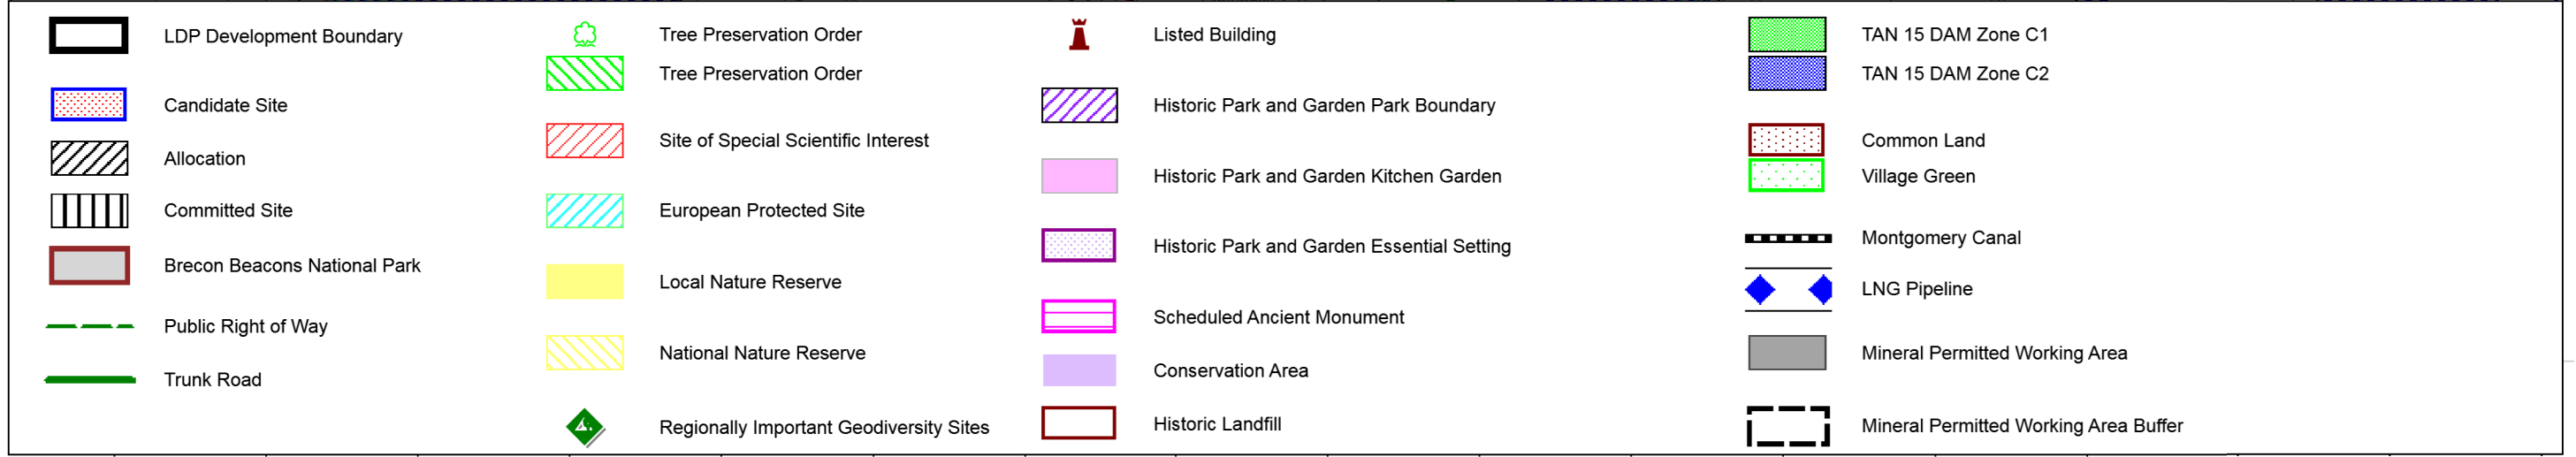 LDP Development Boundary
Candidate Site
Allocation
Committed Site
Brecon Beacons National Park
Public Right of Way
Trunk Road
Tree Preservation Order
Tree Preservation Order
Site of Special Scientific Interest
European Protected Site
Local Nature Reserve
National Nature Reserve
Regionally Important Geodiversity Sites
Listed Building
Historic Park and Garden Park Boundary
Historic Park and Garden Kitchen Garden
Historic Park and Garden Essential Setting
Scheduled Ancient Monument
Conservation Area
Historic Landfill
TAN 15 DAM Zone C1
TAN 15 DAM Zone C2
Common Land
Village Green
Montgomery Canal
LNG Pipeline
Mineral Permitted Working Area
Mineral Permitted Working Area Buffer